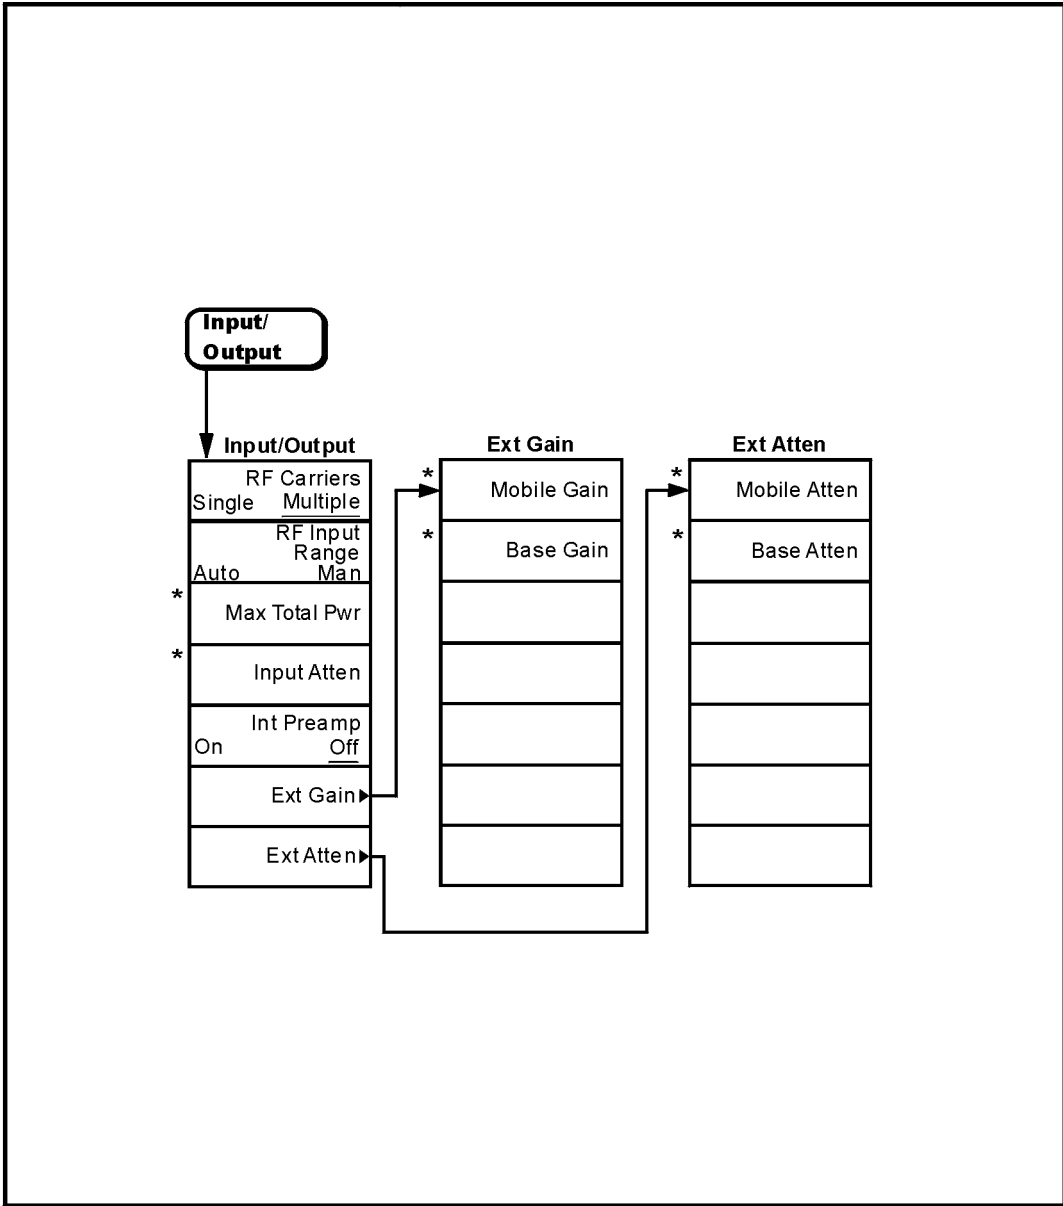 Input/
Output
Input/Output
RF Carriers
Single Multiple
RF Input
Range
Auto Man
* Max Total Pwr
* Input Atten
Int Preamp
On Off
Ext Gain
Ext Atten
Ext Gain
* Mobile Gain
* Base Gain
Ext Atten
* Mobile Atten
* Base Atten